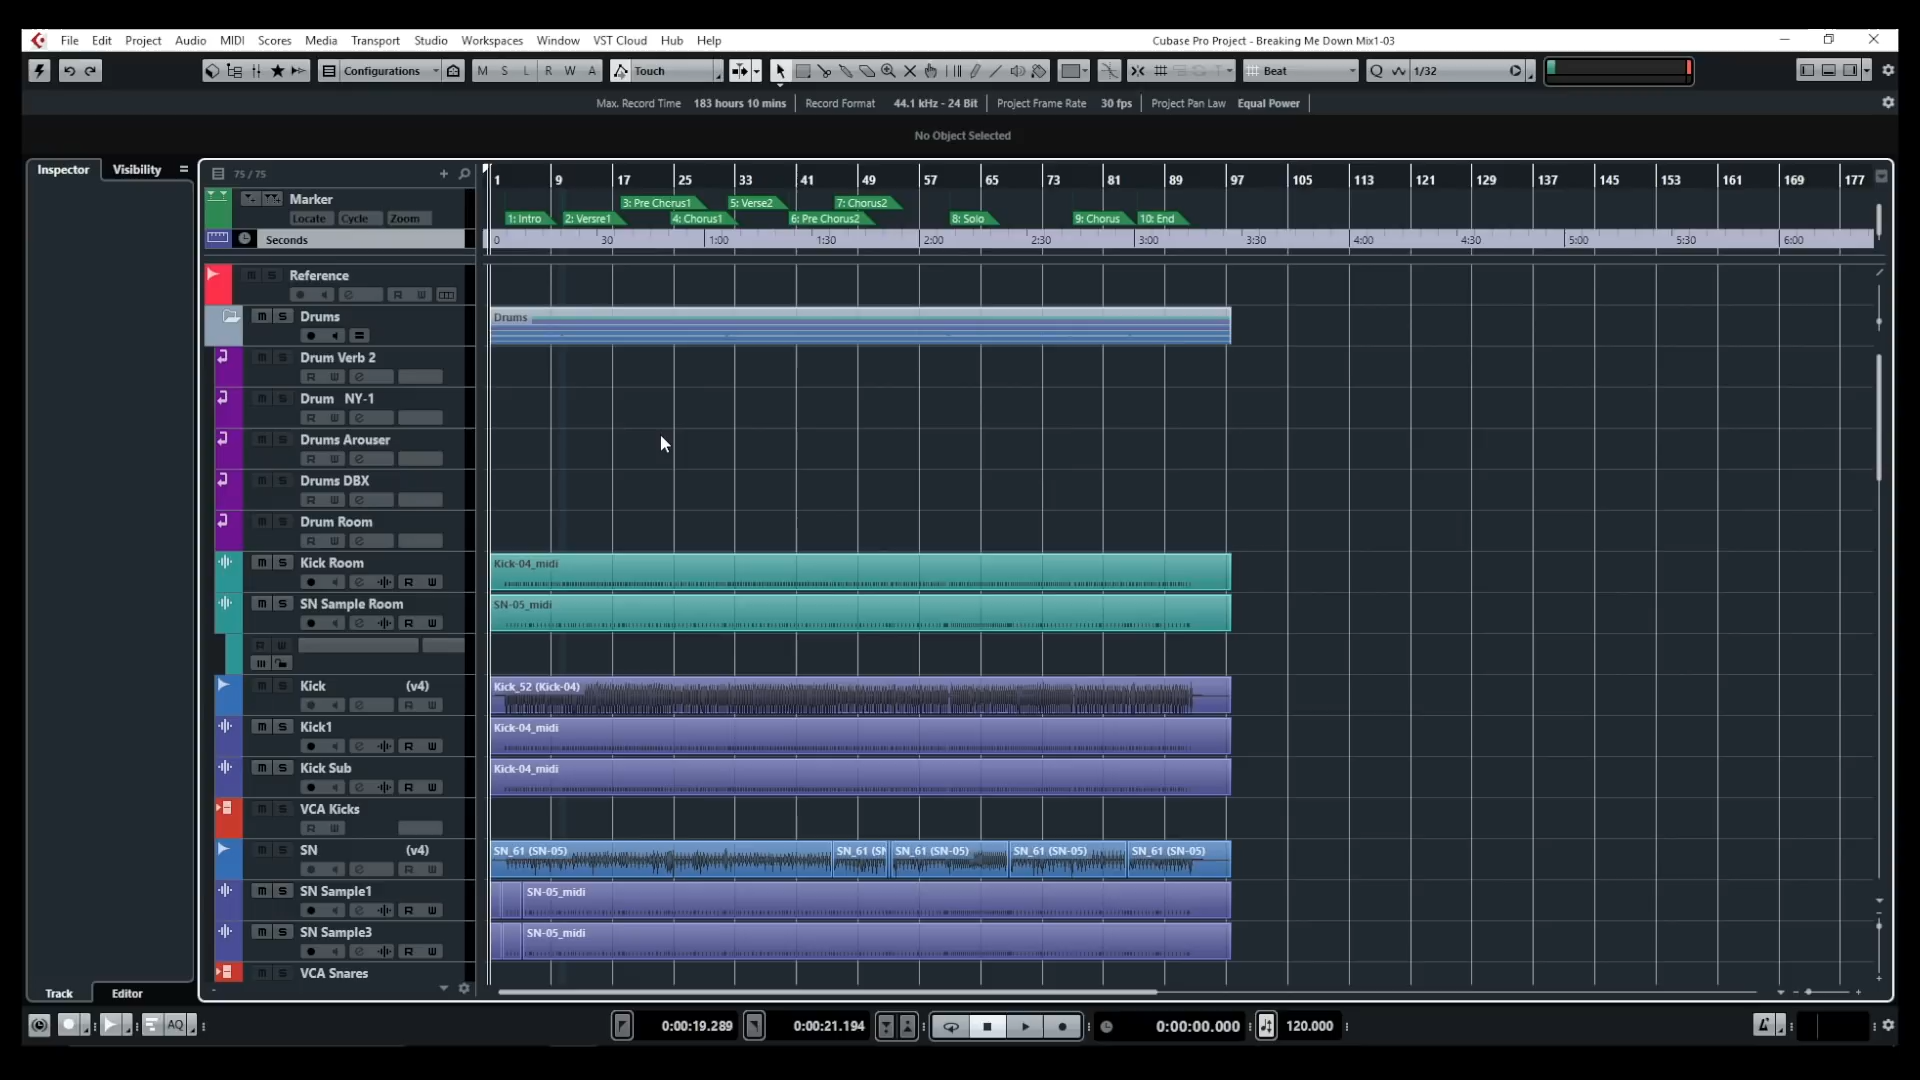 File Edit Project Audio MIDI Scores Media Transport Studio Workspaces Window VST Cloud Hub Help
Cubase Pro Project - Breaking Me Down Mix1-03
Configurations M S L R W A Touch Beat Q 1/32
Max. Record Time 183 hours 10 mins Record Format 44.1 kHz - 24 Bit Project Frame Rate 30 fps Project Pan Law Equal Power
No Object Selected
Inspector Visibility
75 / 75
1 9 17 25 33 41 49 57 65 73 81 89 97 105 113 121 129 137 145 153 161 169 177
Marker
3: Pre Chorus1 5: Verse2 7: Chorus2
Locate Cycle Zoom
1: Intro 2: Versre1 4: Chorus1 6: Pre Chorus2 8: Solo 9: Chorus 10: End
Seconds
0 30 1:00 1:30 2:00 2:30 3:00 3:30 4:00 4:30 5:00 5:30 6:00
m S Reference
R W
m S Drums
Drums
m S Drum Verb 2
R W
m S Drum NY-1
R W
m S Drums Arouser
R W
m S Drums DBX
R W
m S Drum Room
R W
m S Kick Room
Kick-04_midi
R W
m S SN Sample Room
SN-05_midi
R W
R W
m S Kick (v4)
Kick_52 (Kick-04)
R W
m S Kick1
Kick-04_midi
R W
m S Kick Sub
Kick-04_midi
R W
m S VCA Kicks
R W
m S SN (v4)
SN_61 (SN-05) SN_61 (SN SN_61 (SN-05) SN_61 (SN-05) SN_61 (SN-05)
R W
m S SN Sample1
SN-05_midi
R W
m S SN Sample3
SN-05_midi
R W
m S VCA Snares
Track Editor
AQ 0:00:19.289 0:00:21.194 0:00:00.000 120.000